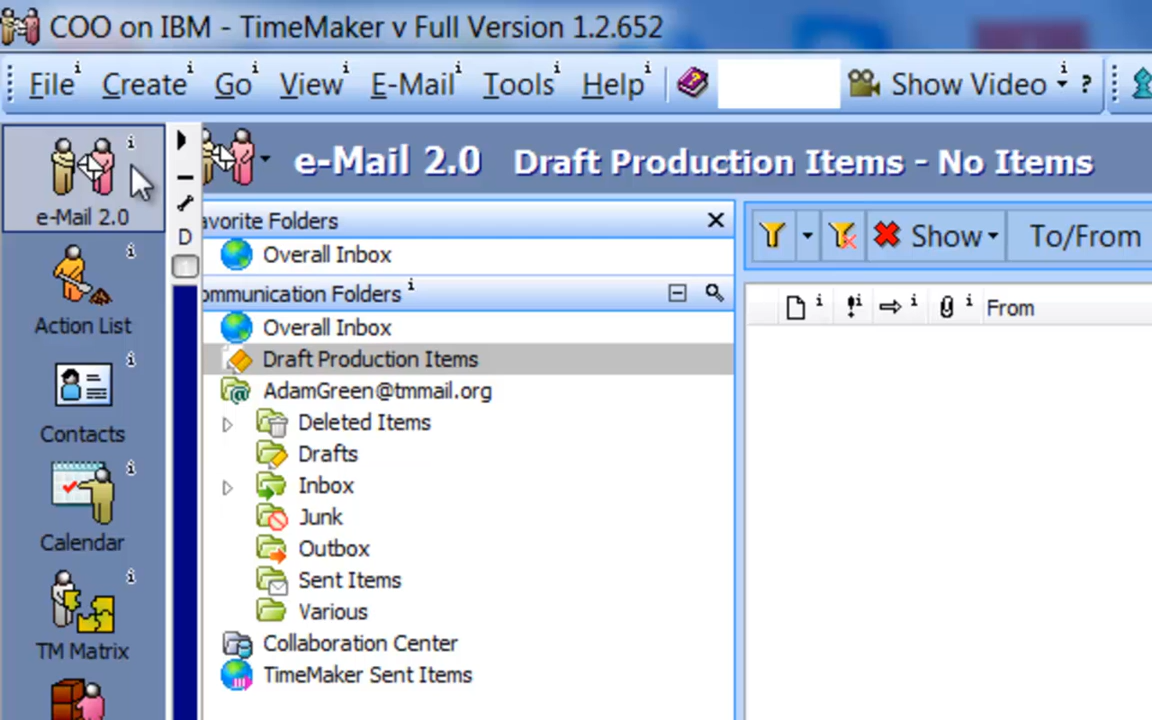 COO on IBM - TimeMaker v Full Version 1.2.652
File Create Go View E-Mail Tools Help Show Video ?
e-Mail 2.0 Draft Production Items - No Items
e-Mail 2.0
Action List
Contacts
Calendar
TM Matrix
D
avorite Folders
Overall Inbox
ommunication Folders
Overall Inbox
Draft Production Items
AdamGreen@tmmail.org
Deleted Items
Drafts
Inbox
Junk
Outbox
Sent Items
Various
Collaboration Center
TimeMaker Sent Items
Show To/From
From